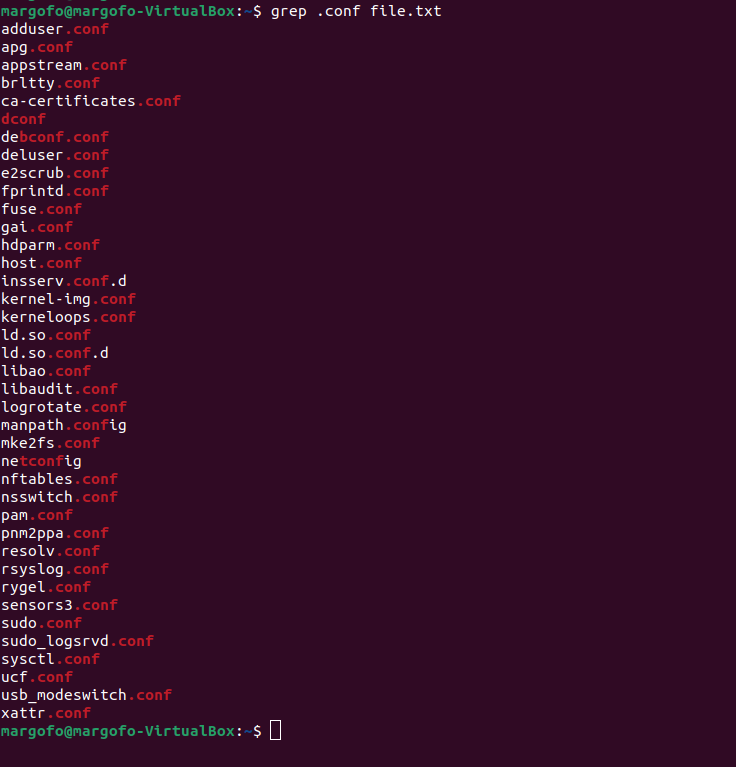 margofo@margofo-VirtualBox:~$ grep .conf file.txt
adduser.conf
apg.conf
appstream.conf
brltty.conf
ca-certificates.conf
dconf
debconf.conf
deluser.conf
e2scrub.conf
fprintd.conf
fuse.conf
gai.conf
hdparm.conf
host.conf
insserv.conf.d
kernel-img.conf
kerneloops.conf
ld.so.conf
ld.so.conf.d
libao.conf
libaudit.conf
logrotate.conf
manpath.config
mke2fs.conf
netconfig
nftables.conf
nsswitch.conf
pam.conf
pnm2ppa.conf
resolv.conf
rsyslog.conf
rygel.conf
sensors3.conf
sudo.conf
sudo_logsrvd.conf
sysctl.conf
ucf.conf
usb_modeswitch.conf
xattr.conf
margofo@margofo-VirtualBox:~$